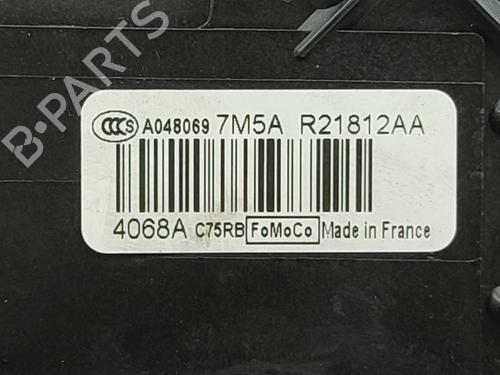 B-PARTS
CCC S A048069 7M5A R21812AA
4068A C75RB FoMoCo Made in France